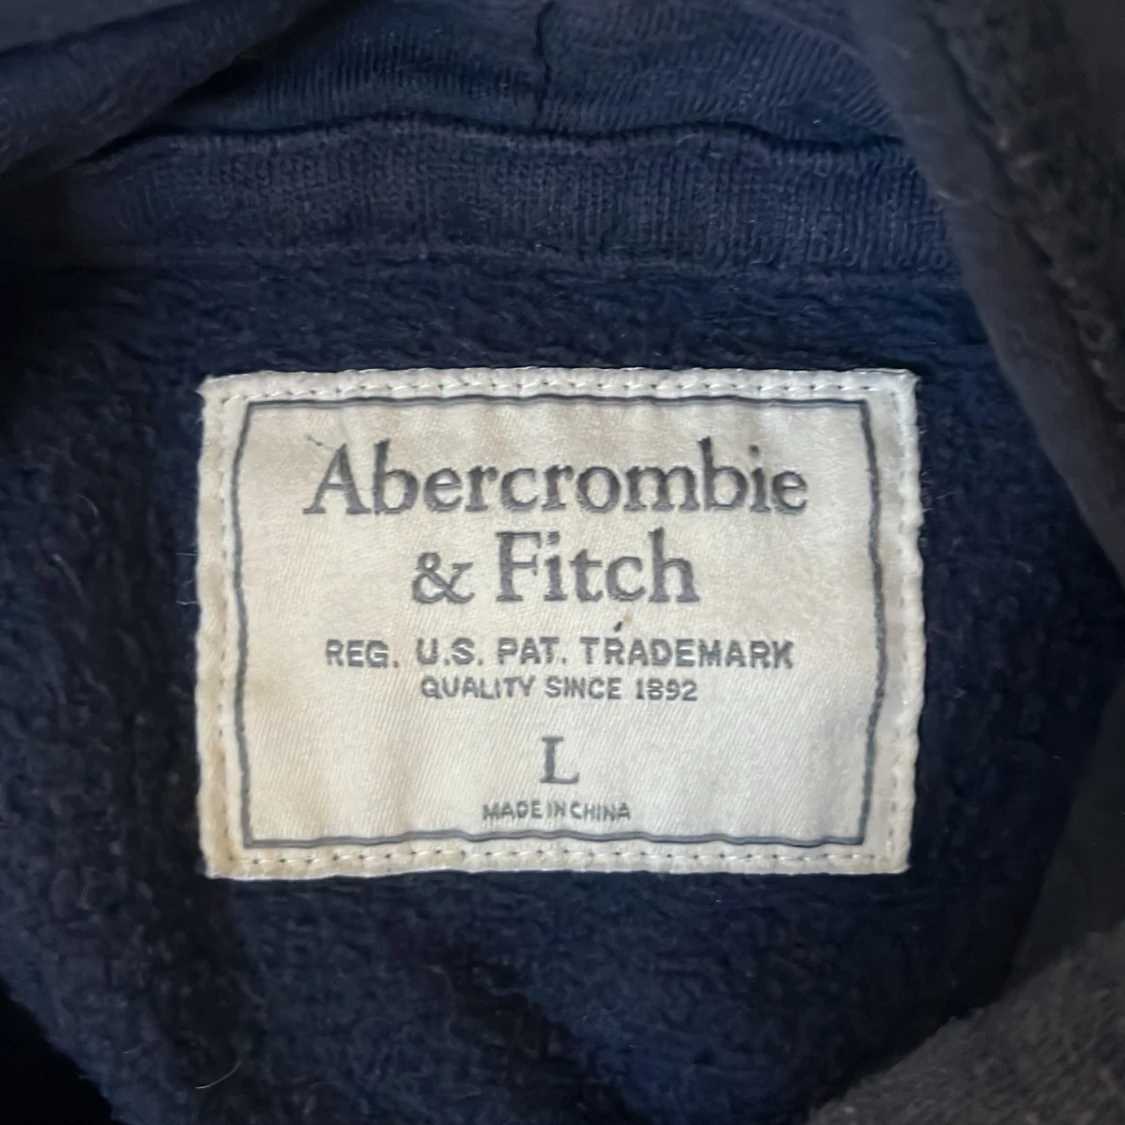 Abercrombie
& Fitch
REG. U.S. PAT. TRADEMARK
QUALITY SINCE 1892
L
MADE IN CHINA